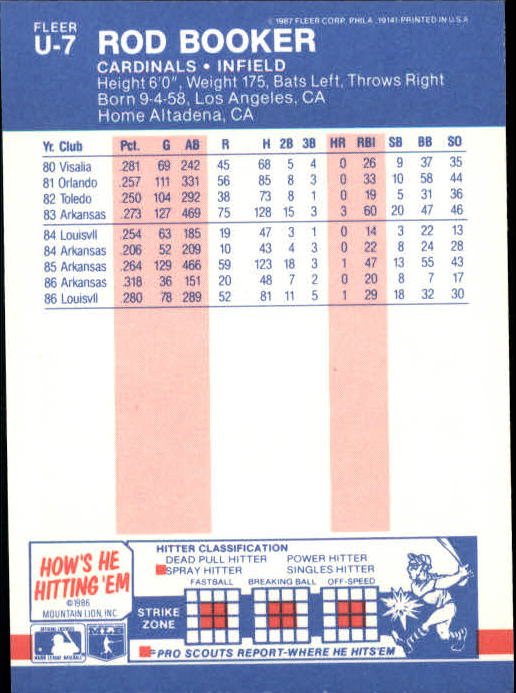 FLEER
U-7
© 1987 FLEER CORP. PHILA. 19141 PRINTED IN U.S.A
ROD BOOKER
CARDINALS • INFIELD
Height 6'0", Weight 175, Bats Left, Throws Right
Born 9-4-58, Los Angeles, CA
Home Altadena, CA
Yr. Club Pct. G AB R H 2B 3B HR RBI SB BB SO
80 Visalia .281 69 242 45 68 5 4 0 26 9 37 35
81 Orlando .257 111 331 56 85 8 3 0 33 10 58 44
82 Toledo .250 104 292 38 73 8 1 0 19 5 31 36
83 Arkansas .273 127 469 75 128 15 3 3 60 20 47 46
84 Louisvll .254 63 185 19 47 3 1 0 14 3 22 13
84 Arkansas .206 52 209 10 43 4 3 0 22 8 24 28
85 Arkansas .264 129 466 59 123 18 3 1 47 13 55 43
86 Arkansas .318 36 151 20 48 7 2 0 20 8 7 17
86 Louisvll .280 78 289 52 81 11 5 1 29 18 32 30
HOW'S HE
HITTING 'EM
©1986
MOUNTAIN LION, INC
HITTER CLASSIFICATION
DEAD PULL HITTER POWER HITTER
SPRAY HITTER SINGLES HITTER
FASTBALL BREAKING BALL OFF-SPEED
STRIKE
ZONE
=PRO SCOUTS REPORT-WHERE HE HITS'EM
MLB